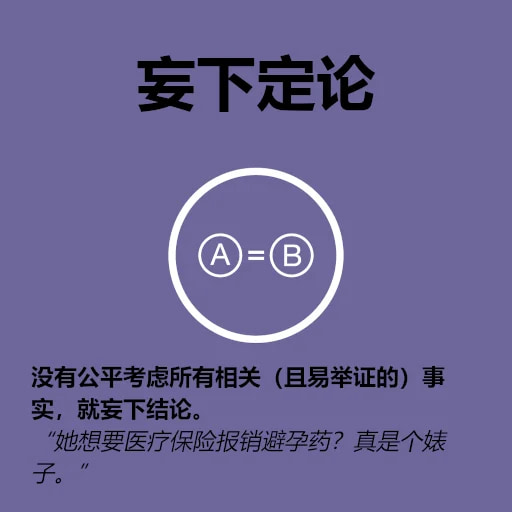 妄下定论
A=B
没有公平考虑所有相关（且易举证的）事
实，就妄下结论。
“她想要医疗保险报销避孕药？真是个婊
子。”